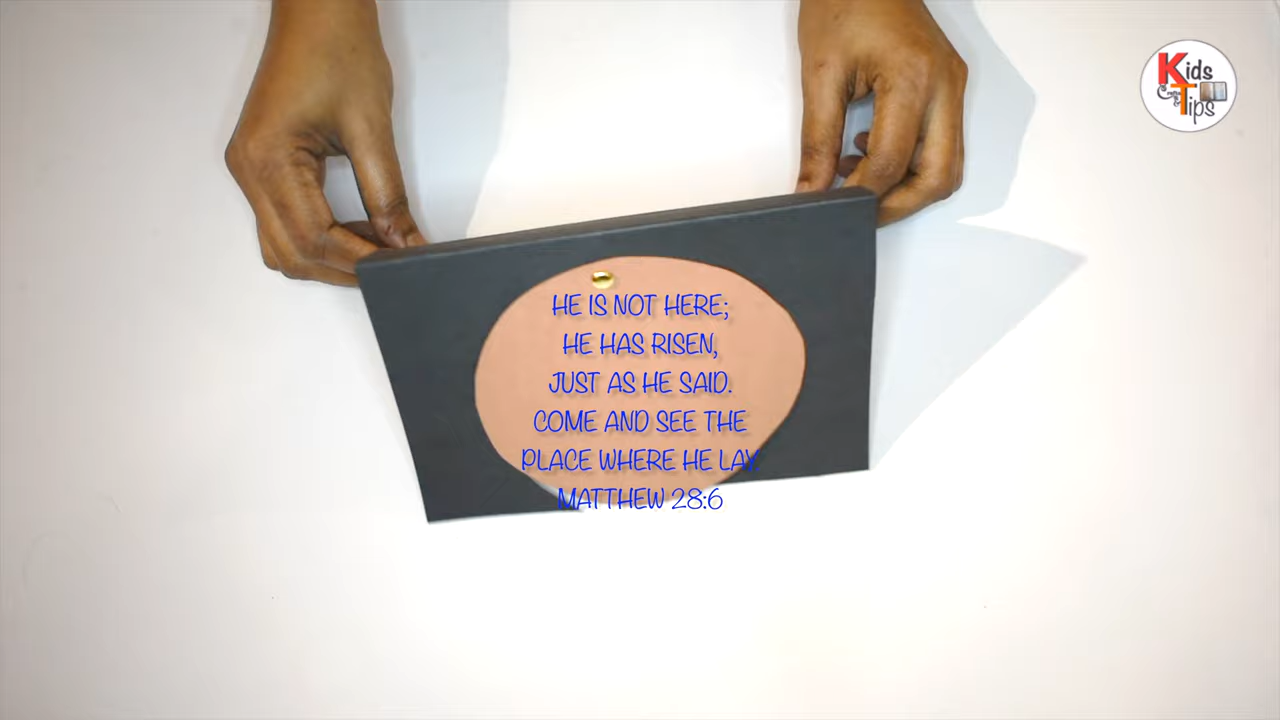 Kids
Crafts
& Tips
HE IS NOT HERE;
HE HAS RISEN,
JUST AS HE SAID.
COME AND SEE THE
PLACE WHERE HE LAY.
MATTHEW 28:6